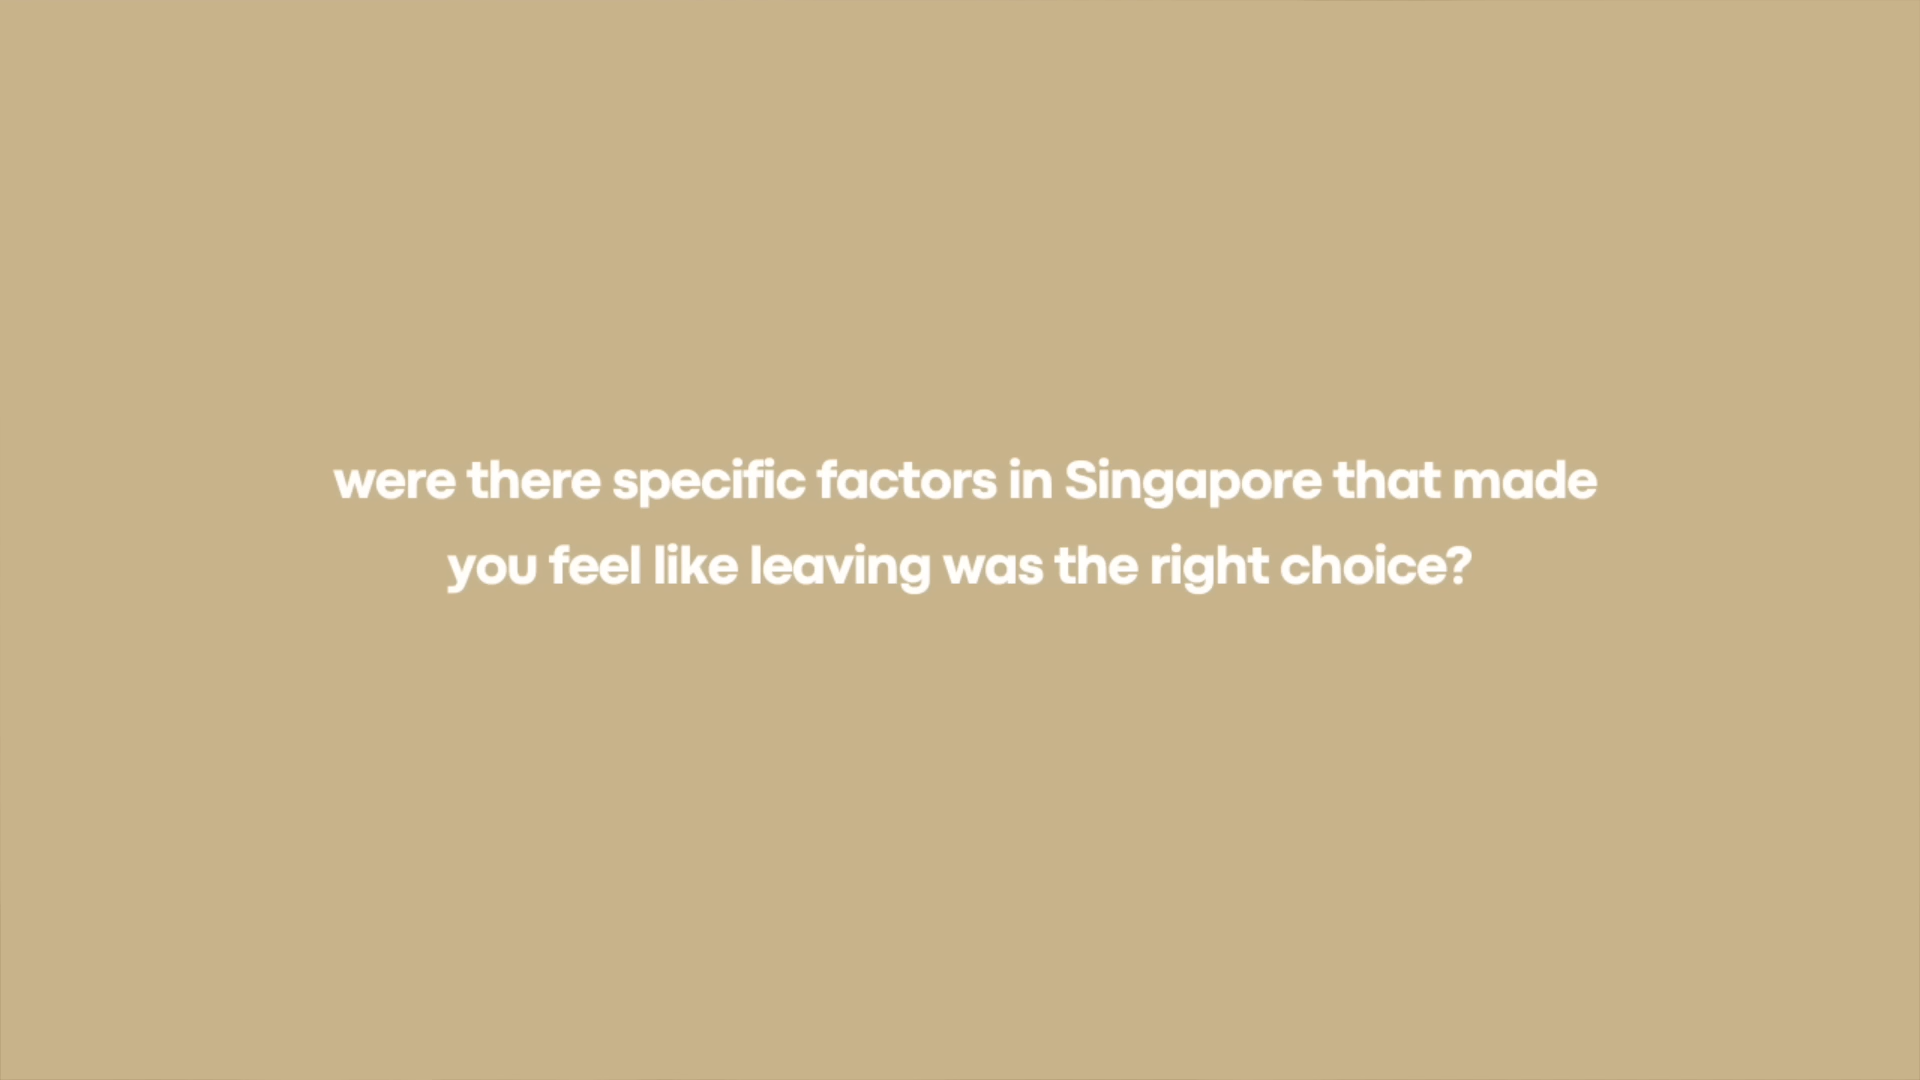 were there specific factors in Singapore that made
you feel like leaving was the right choice?